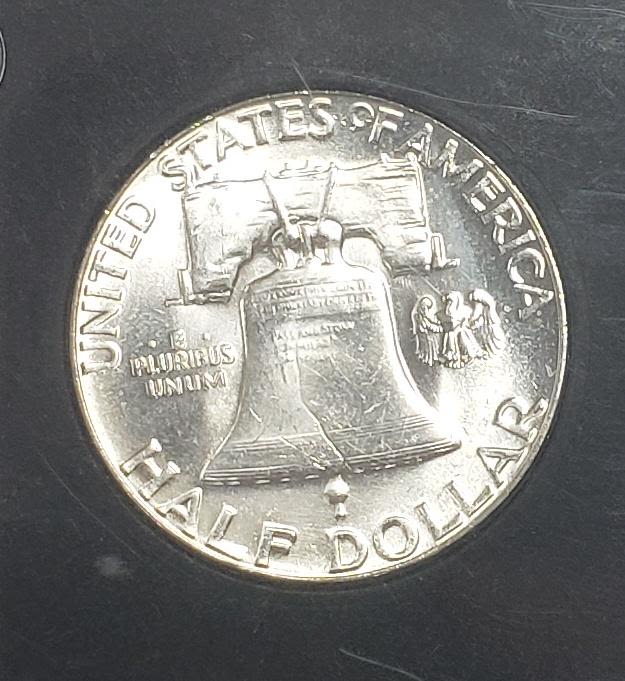 UNITED STATES OF AMERICA
E
PLURIBUS
UNUM
HALF DOLLAR